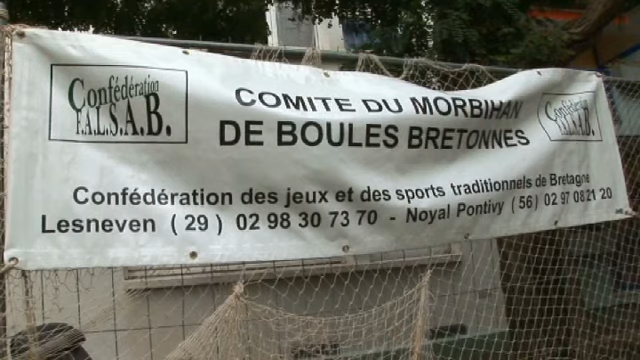 Confédération
F.A.L.S.A.B.
COMITE DU MORBIHAN
DE BOULES BRETONNES
Confédération
F.A.L.S.A.B.
Confédération des jeux et des sports traditionnels de Bretagne
Lesneven ( 29 ) 02 98 30 73 70 - Noyal Pontivy ( 56 ) 02 97 08 21 20